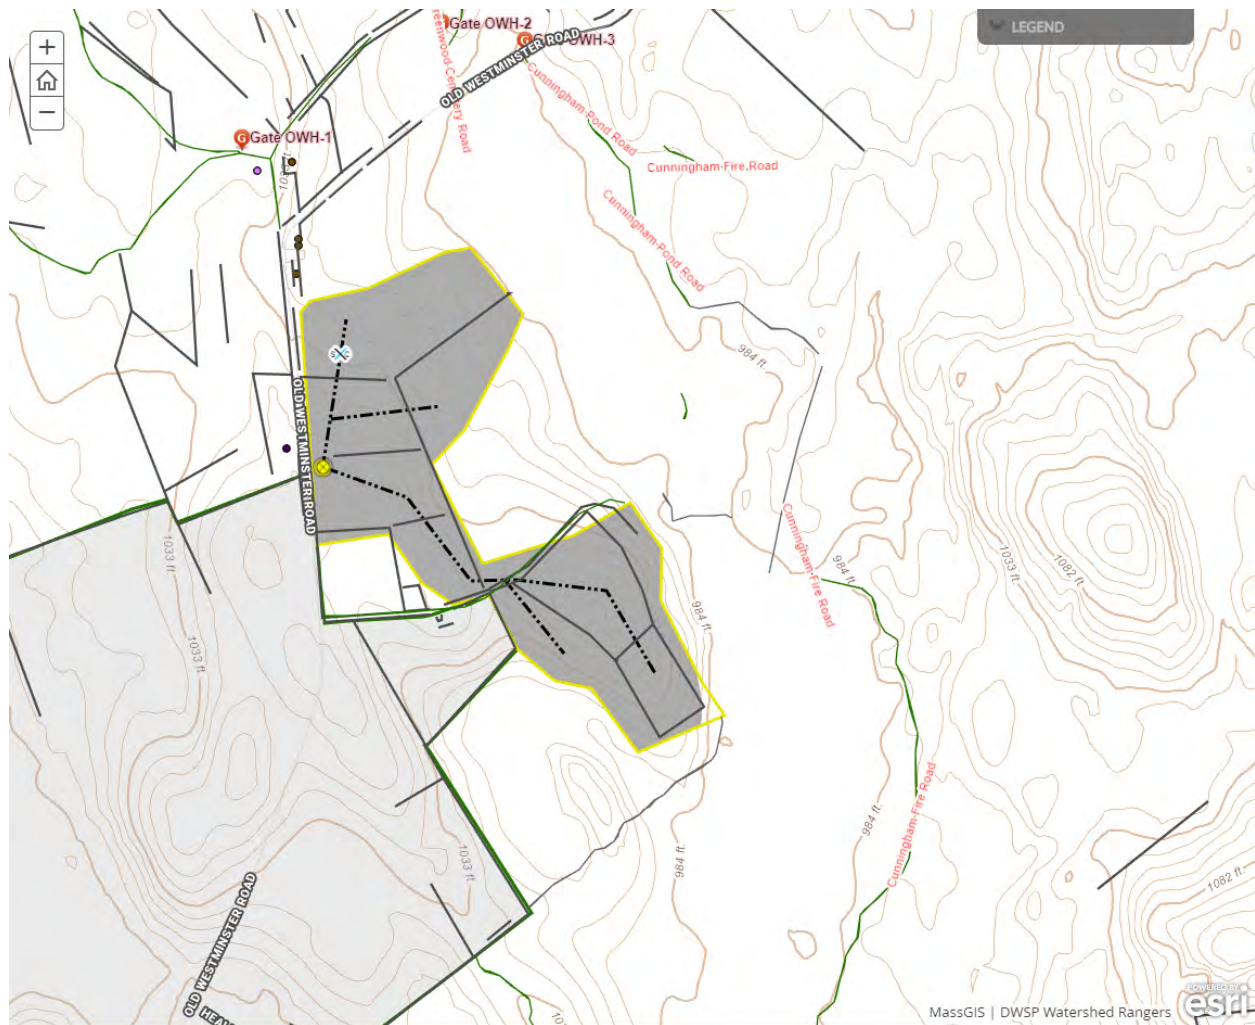 Gate OWH-2
Gate OWH-3
LEGEND
+
−
OLD WESTMINSTER ROAD
Cunningham-Pond Road
Gate OWH-1
Cunningham-Fire Road
Cunningham-Pond Road
984 ft.
OLD WESTMINSTER ROAD
1033 ft.
Cunningham-Fire Road
984 ft.
1033 ft.
1082 ft.
984 ft.
1033 ft.
984 ft.
984 ft.
Cunningham-Fire Road
1033 ft.
1082 ft.
OLD WESTMINSTER ROAD
POWERED BY
esri
MassGIS | DWSP Watershed Rangers